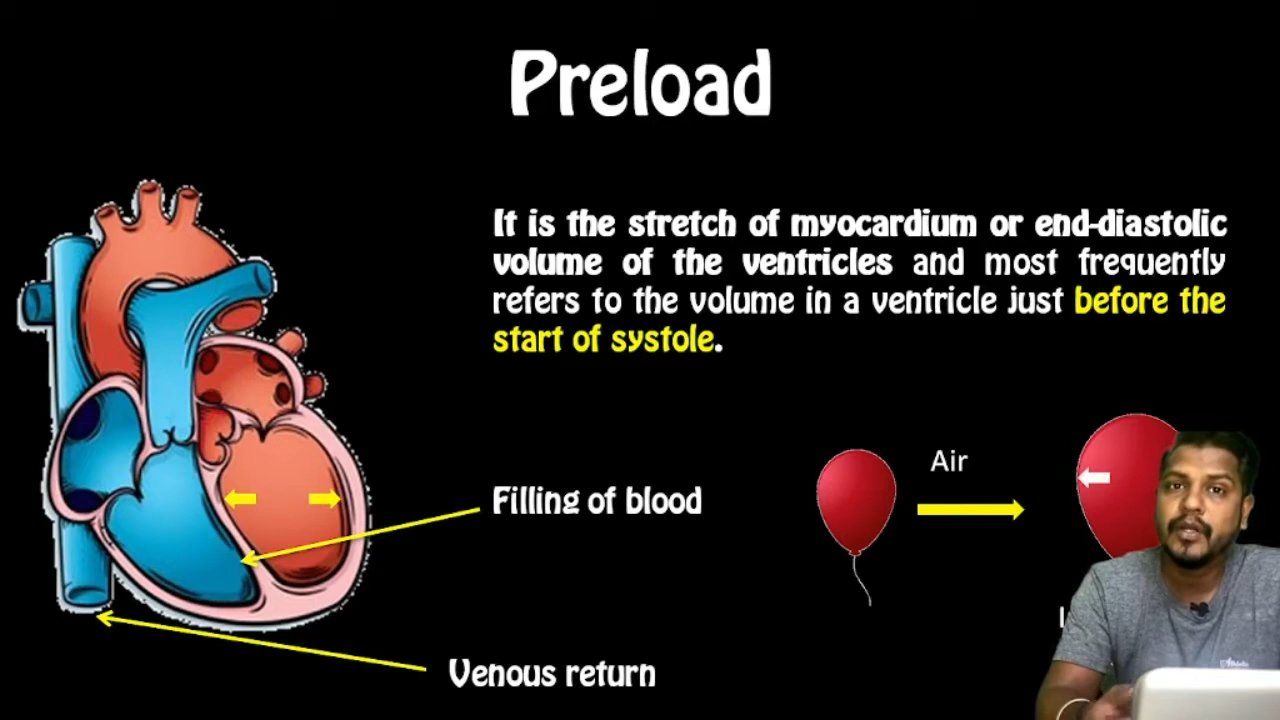 Preload
It is the stretch of myocardium or end-diastolic
volume of the ventricles and most frequently
refers to the volume in a ventricle just before the
start of systole.
Air
Filling of blood
Venous return